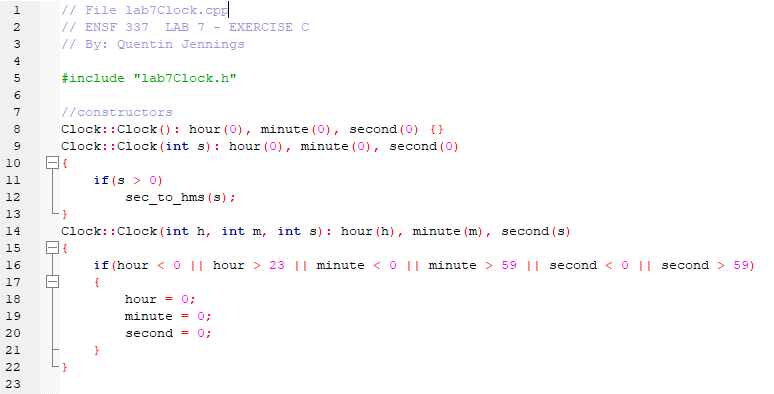 1 // File lab7Clock.cpp
2 // ENSF 337  LAB 7 - EXERCISE C
3 // By: Quentin Jennings
4
5 #include "lab7Clock.h"
6
7 //constructors
8 Clock::Clock(): hour(0), minute(0), second(0) {}
9 Clock::Clock(int s): hour(0), minute(0), second(0)
10 {
11     if(s > 0)
12         sec_to_hms(s);
13 }
14 Clock::Clock(int h, int m, int s): hour(h), minute(m), second(s)
15 {
16     if(hour < 0 || hour > 23 || minute < 0 || minute > 59 || second < 0 || second > 59)
17     {
18         hour = 0;
19         minute = 0;
20         second = 0;
21     }
22 }
23